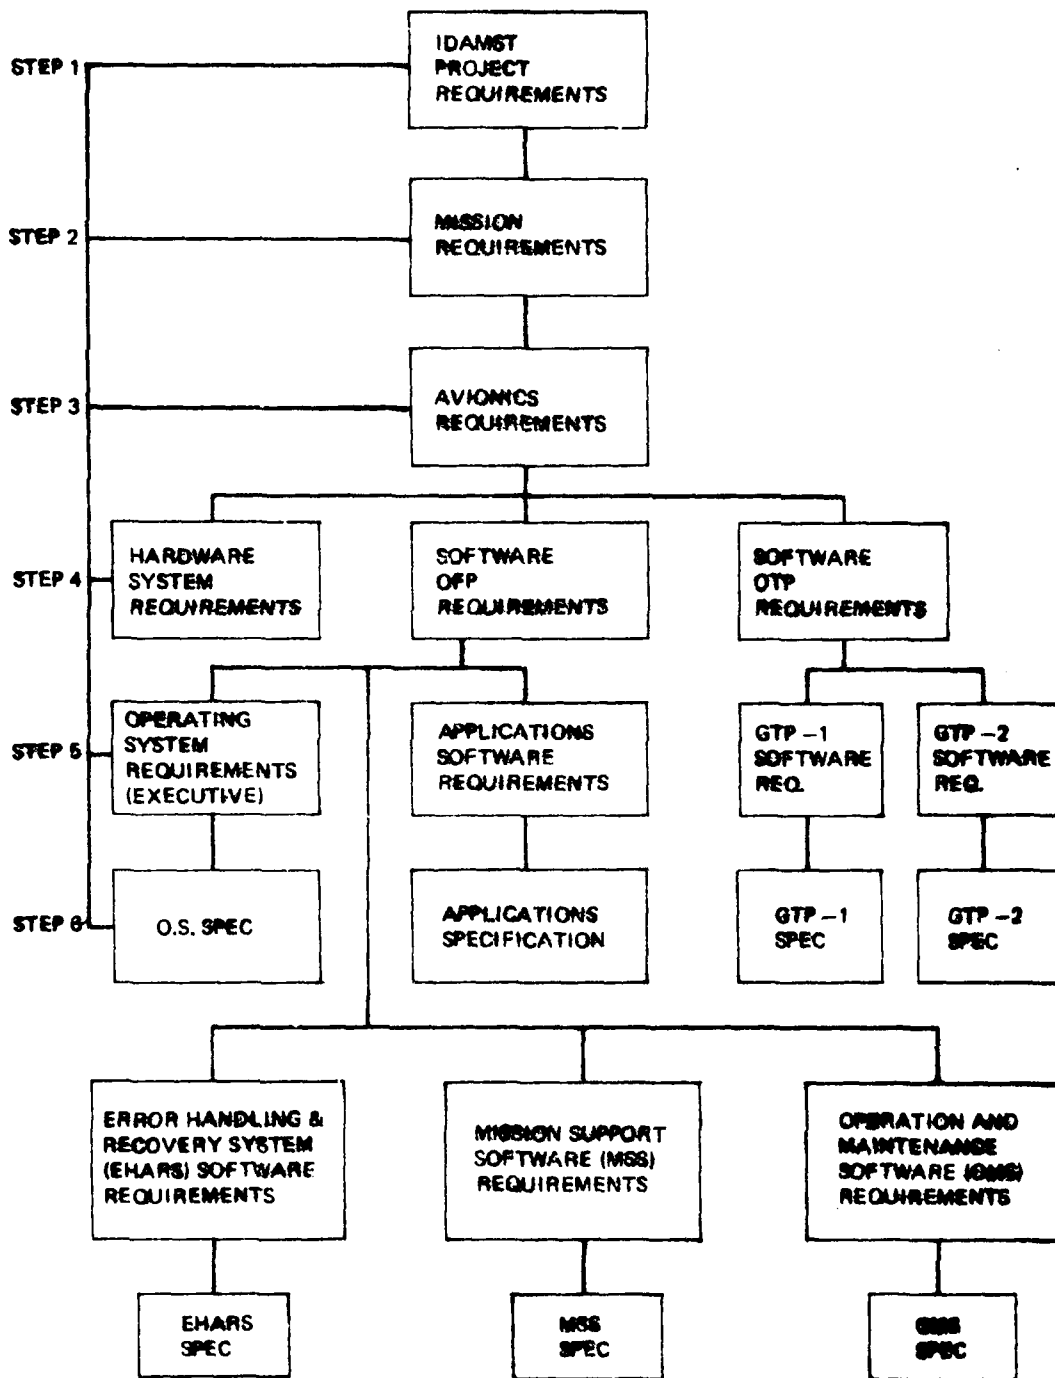 IDAMST
PROJECT
REQUIREMENTS
STEP 1
MISSION
REQUIREMENTS
STEP 2
AVIONICS
REQUIREMENTS
STEP 3
HARDWARE
SYSTEM
REQUIREMENTS
SOFTWARE
OFP
REQUIREMENTS
SOFTWARE
OTP
REQUIREMENTS
STEP 4
OPERATING
SYSTEM
REQUIREMENTS
(EXECUTIVE)
APPLICATIONS
SOFTWARE
REQUIREMENTS
GTP -1
SOFTWARE
REQ.
GTP -2
SOFTWARE
REQ.
STEP 5
O.S. SPEC
APPLICATIONS
SPECIFICATION
GTP -1
SPEC
GTP -2
SPEC
STEP 6
ERROR HANDLING &
RECOVERY SYSTEM
(EHARS) SOFTWARE
REQUIREMENTS
MISSION SUPPORT
SOFTWARE (MSS)
REQUIREMENTS
OPERATION AND
MAINTENANCE
SOFTWARE (OMS)
REQUIREMENTS
EHARS
SPEC
MSS
SPEC
OMS
SPEC